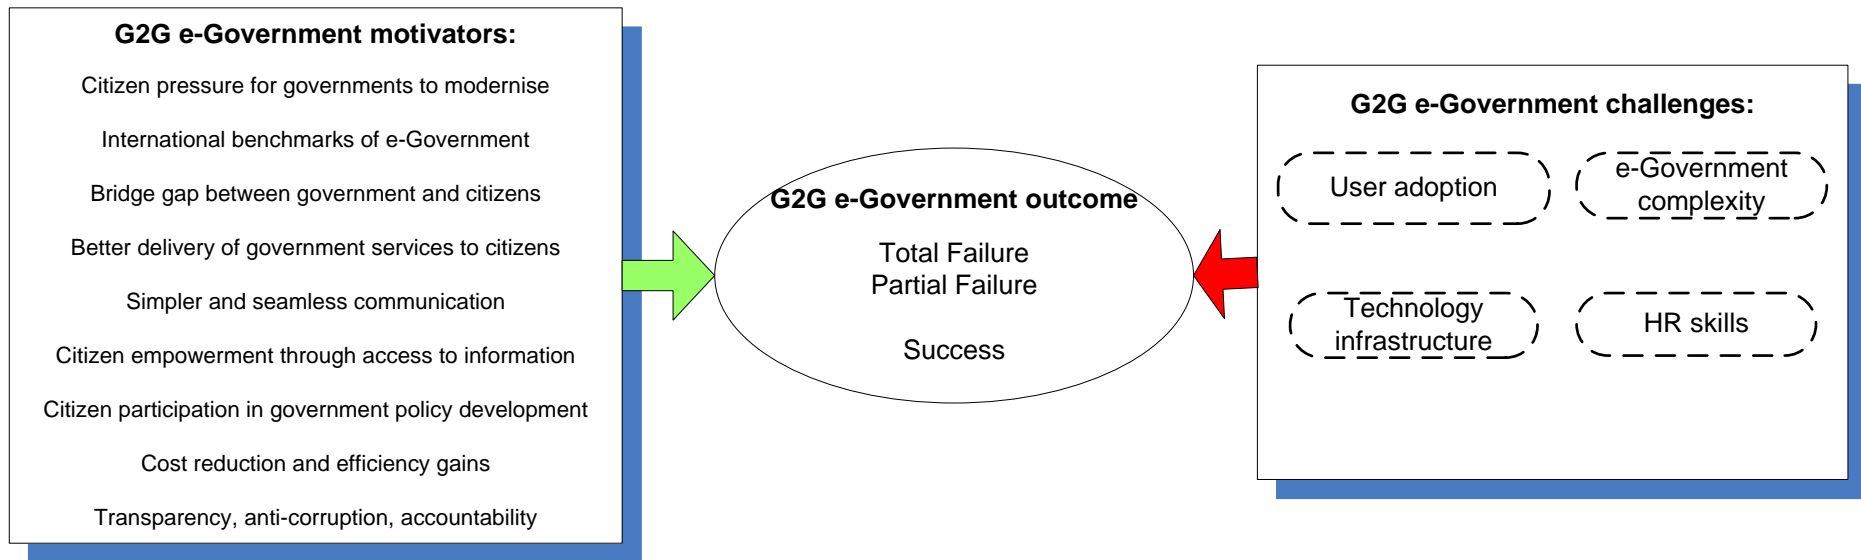 G2G e-Government motivators:
Citizen pressure for governments to modernise
International benchmarks of e-Government
Bridge gap between government and citizens
Better delivery of government services to citizens
Simpler and seamless communication
Citizen empowerment through access to information
Citizen participation in government policy development
Cost reduction and efficiency gains
Transparency, anti-corruption, accountability
G2G e-Government outcome
Total Failure
Partial Failure
Success
G2G e-Government challenges:
User adoption
e-Government
complexity
Technology
infrastructure
HR skills